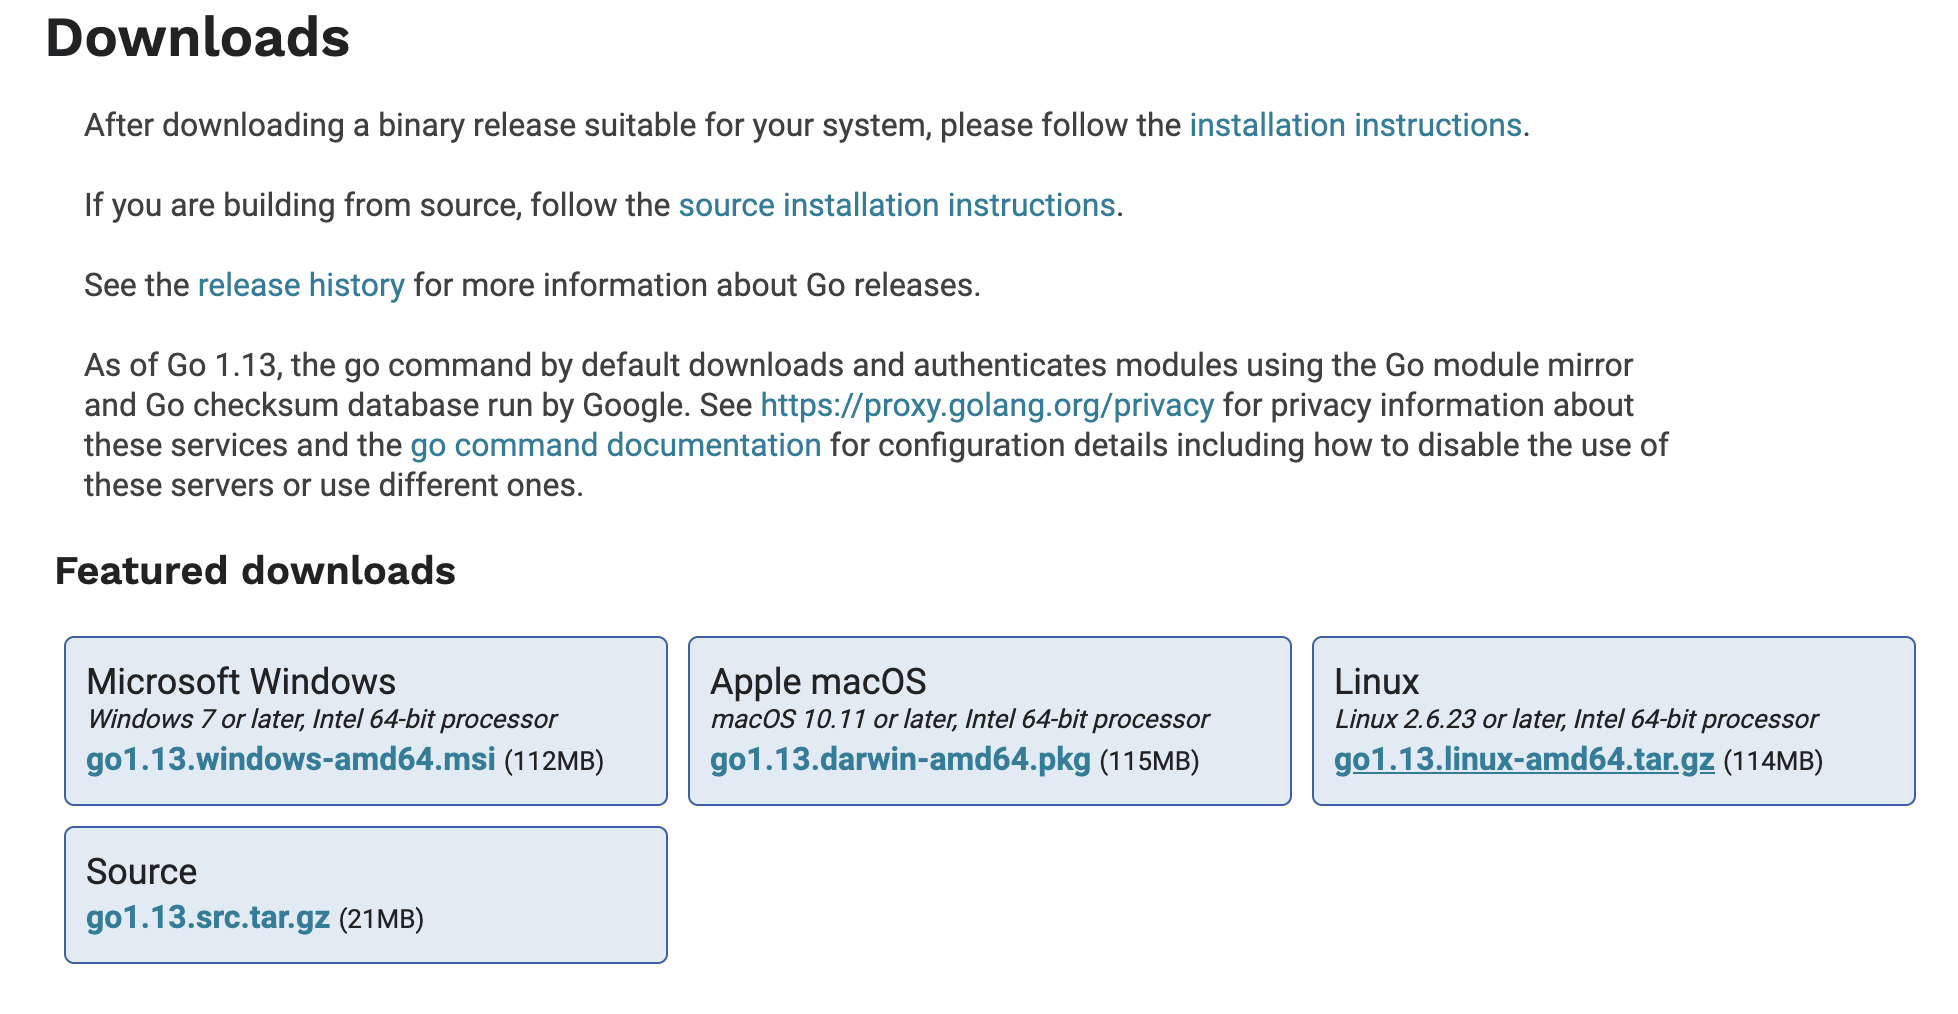 Downloads
After downloading a binary release suitable for your system, please follow the installation instructions.
If you are building from source, follow the source installation instructions.
See the release history for more information about Go releases.
As of Go 1.13, the go command by default downloads and authenticates modules using the Go module mirror
and Go checksum database run by Google. See https://proxy.golang.org/privacy for privacy information about
these services and the go command documentation for configuration details including how to disable the use of
these servers or use different ones.
Featured downloads
Microsoft Windows
Windows 7 or later, Intel 64-bit processor
go1.13.windows-amd64.msi (112MB)
Apple macOS
macOS 10.11 or later, Intel 64-bit processor
go1.13.darwin-amd64.pkg (115MB)
Linux
Linux 2.6.23 or later, Intel 64-bit processor
go1.13.linux-amd64.tar.gz (114MB)
Source
go1.13.src.tar.gz (21MB)